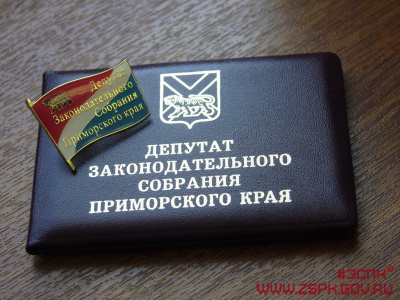 Депутат
Законодательного
Собрания
Приморского края
ДЕПУТАТ
ЗАКОНОДАТЕЛЬНОГО
СОБРАНИЯ
ПРИМОРСКОГО КРАЯ
#ЗСПК
WWW.ZSPK.GOV.RU